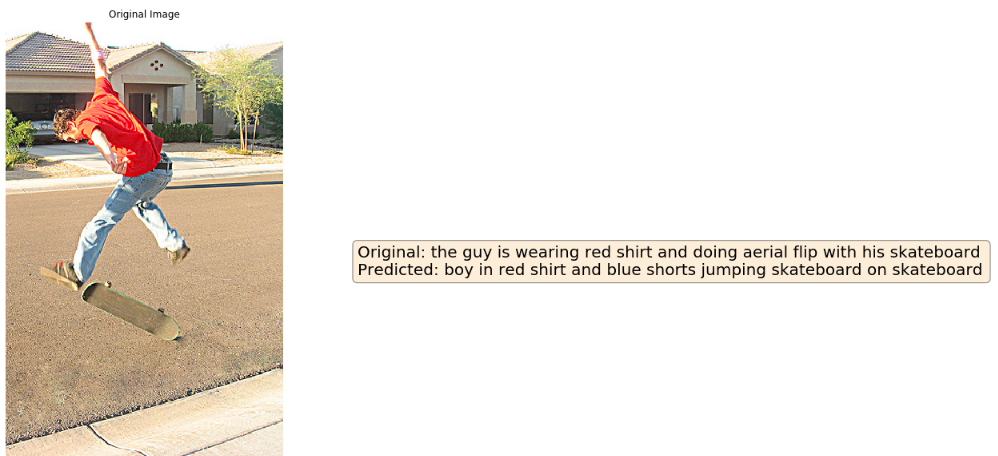 Original Image
Original: the guy is wearing red shirt and doing aerial flip with his skateboard
Predicted: boy in red shirt and blue shorts jumping skateboard on skateboard